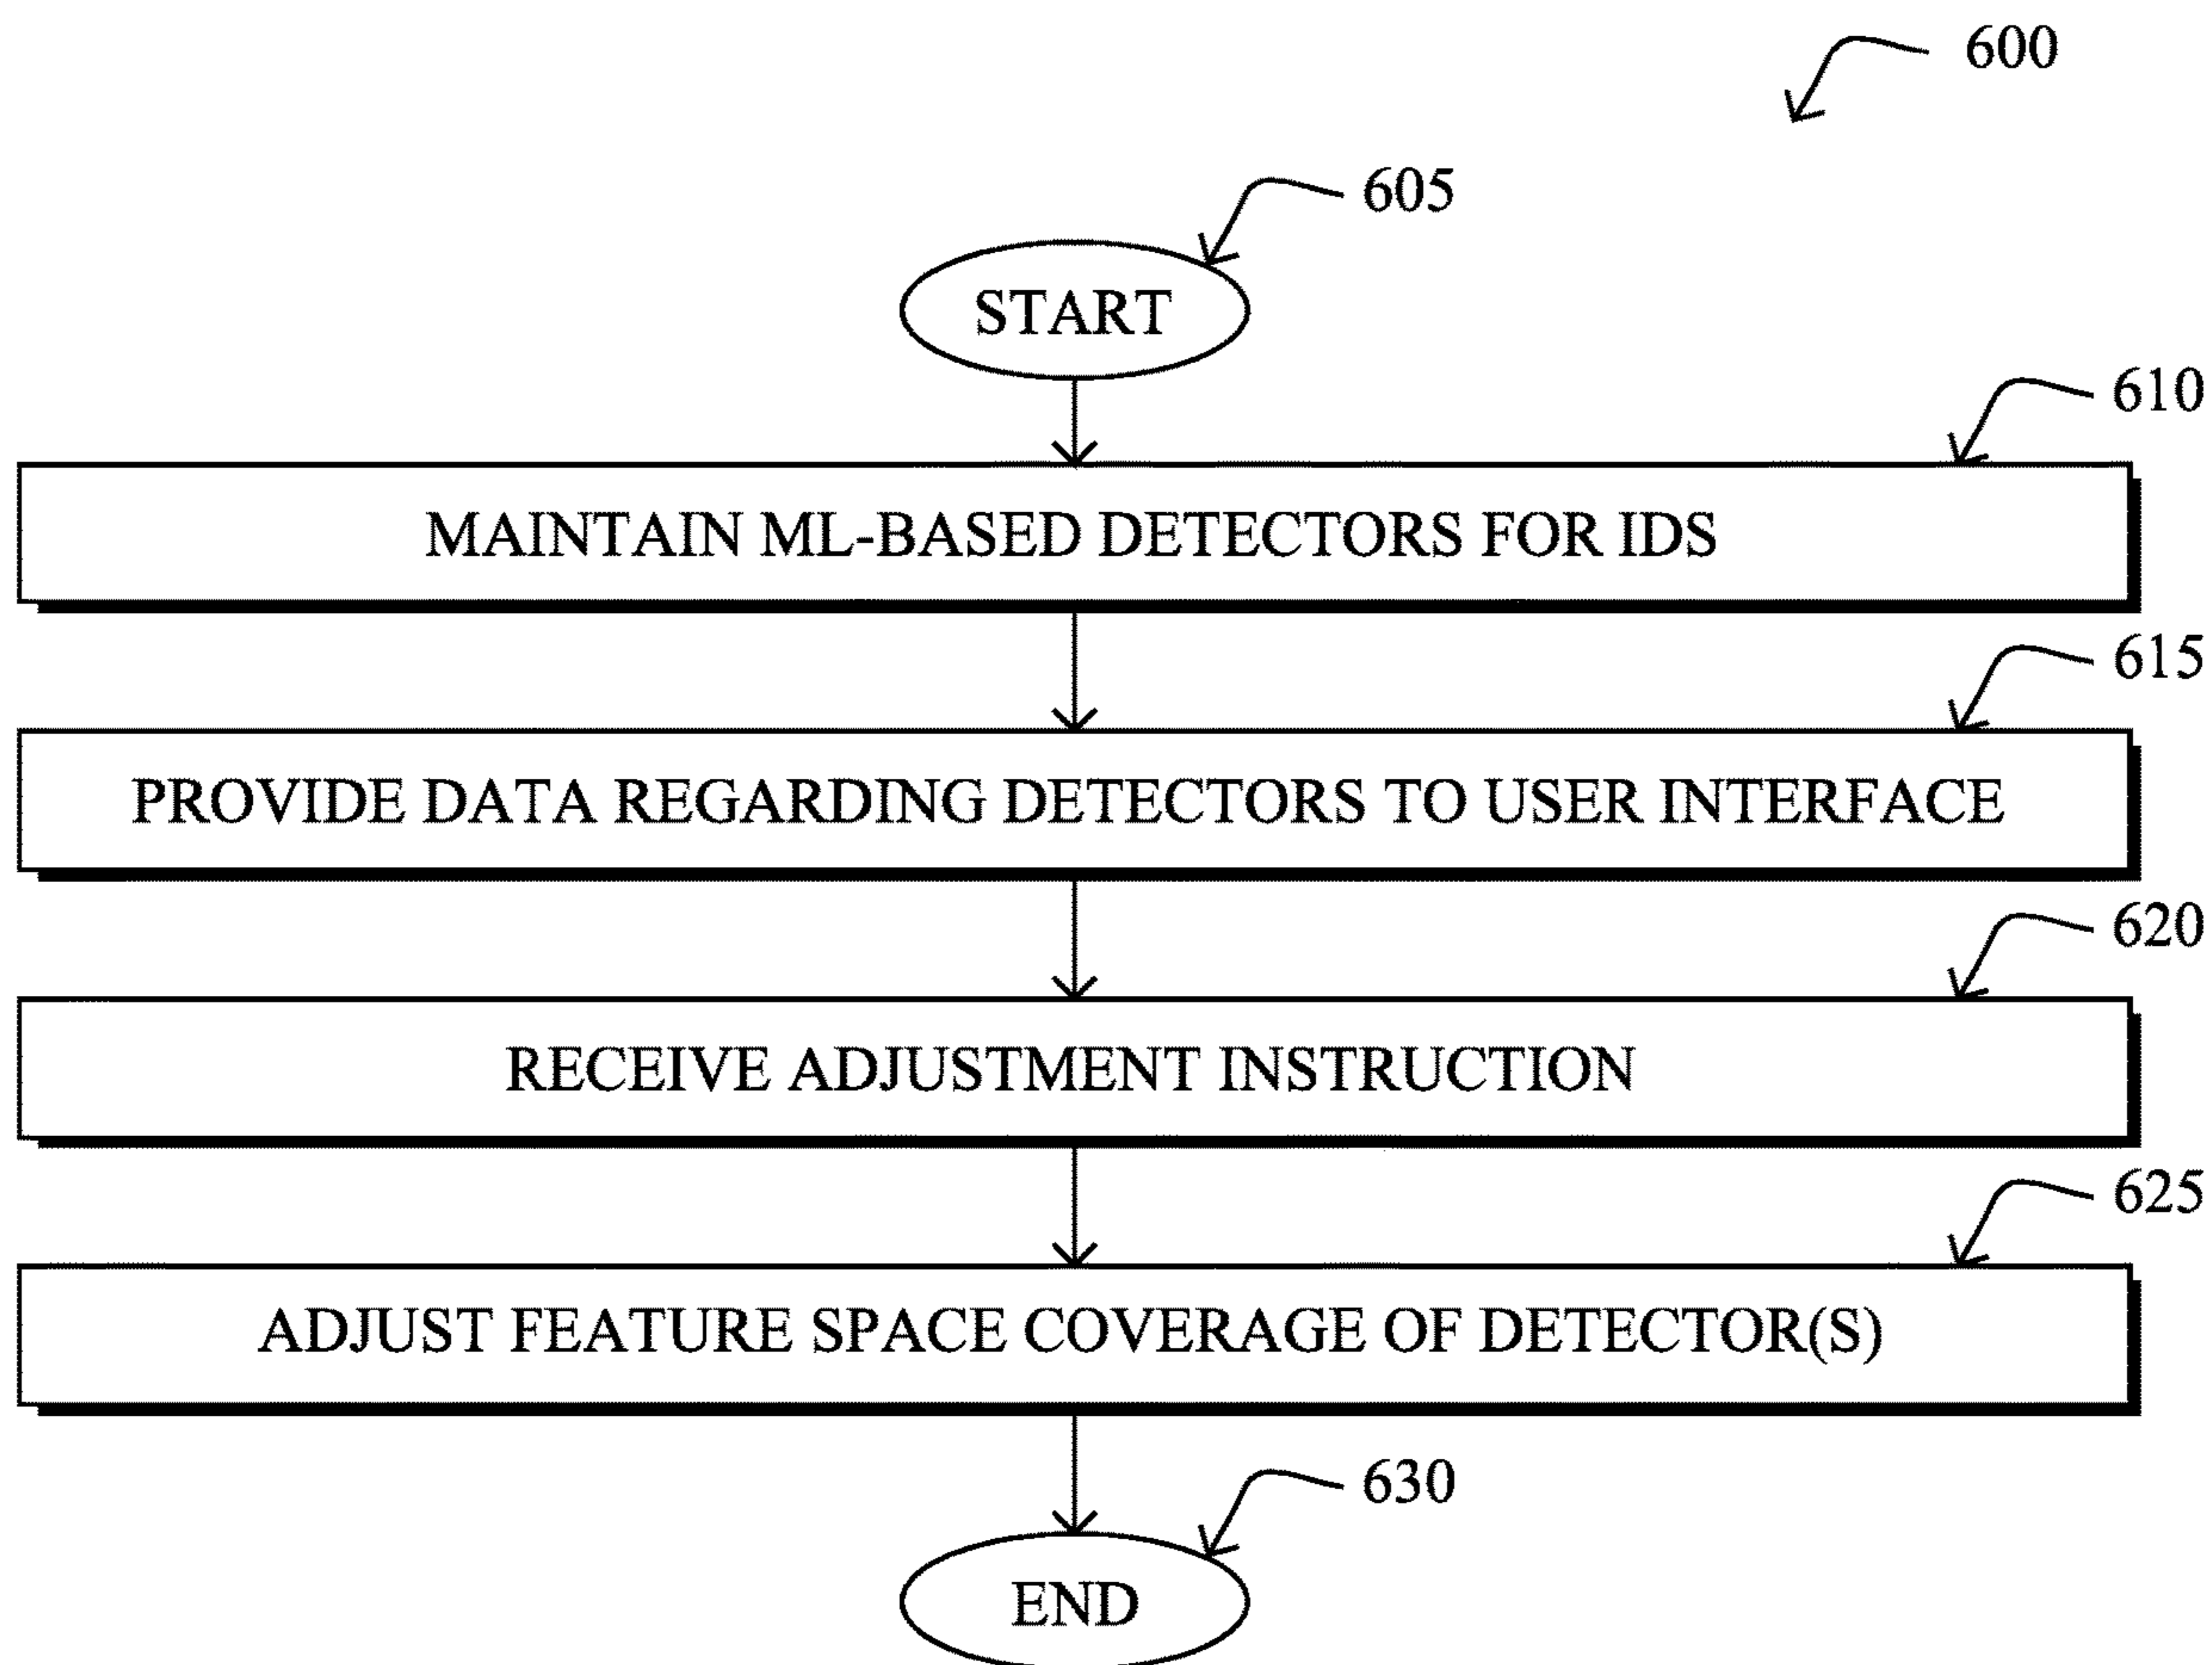 600
605
START
610
MAINTAIN ML-BASED DETECTORS FOR IDS
615
PROVIDE DATA REGARDING DETECTORS TO USER INTERFACE
620
RECEIVE ADJUSTMENT INSTRUCTION
625
ADJUST FEATURE SPACE COVERAGE OF DETECTOR(S)
630
END